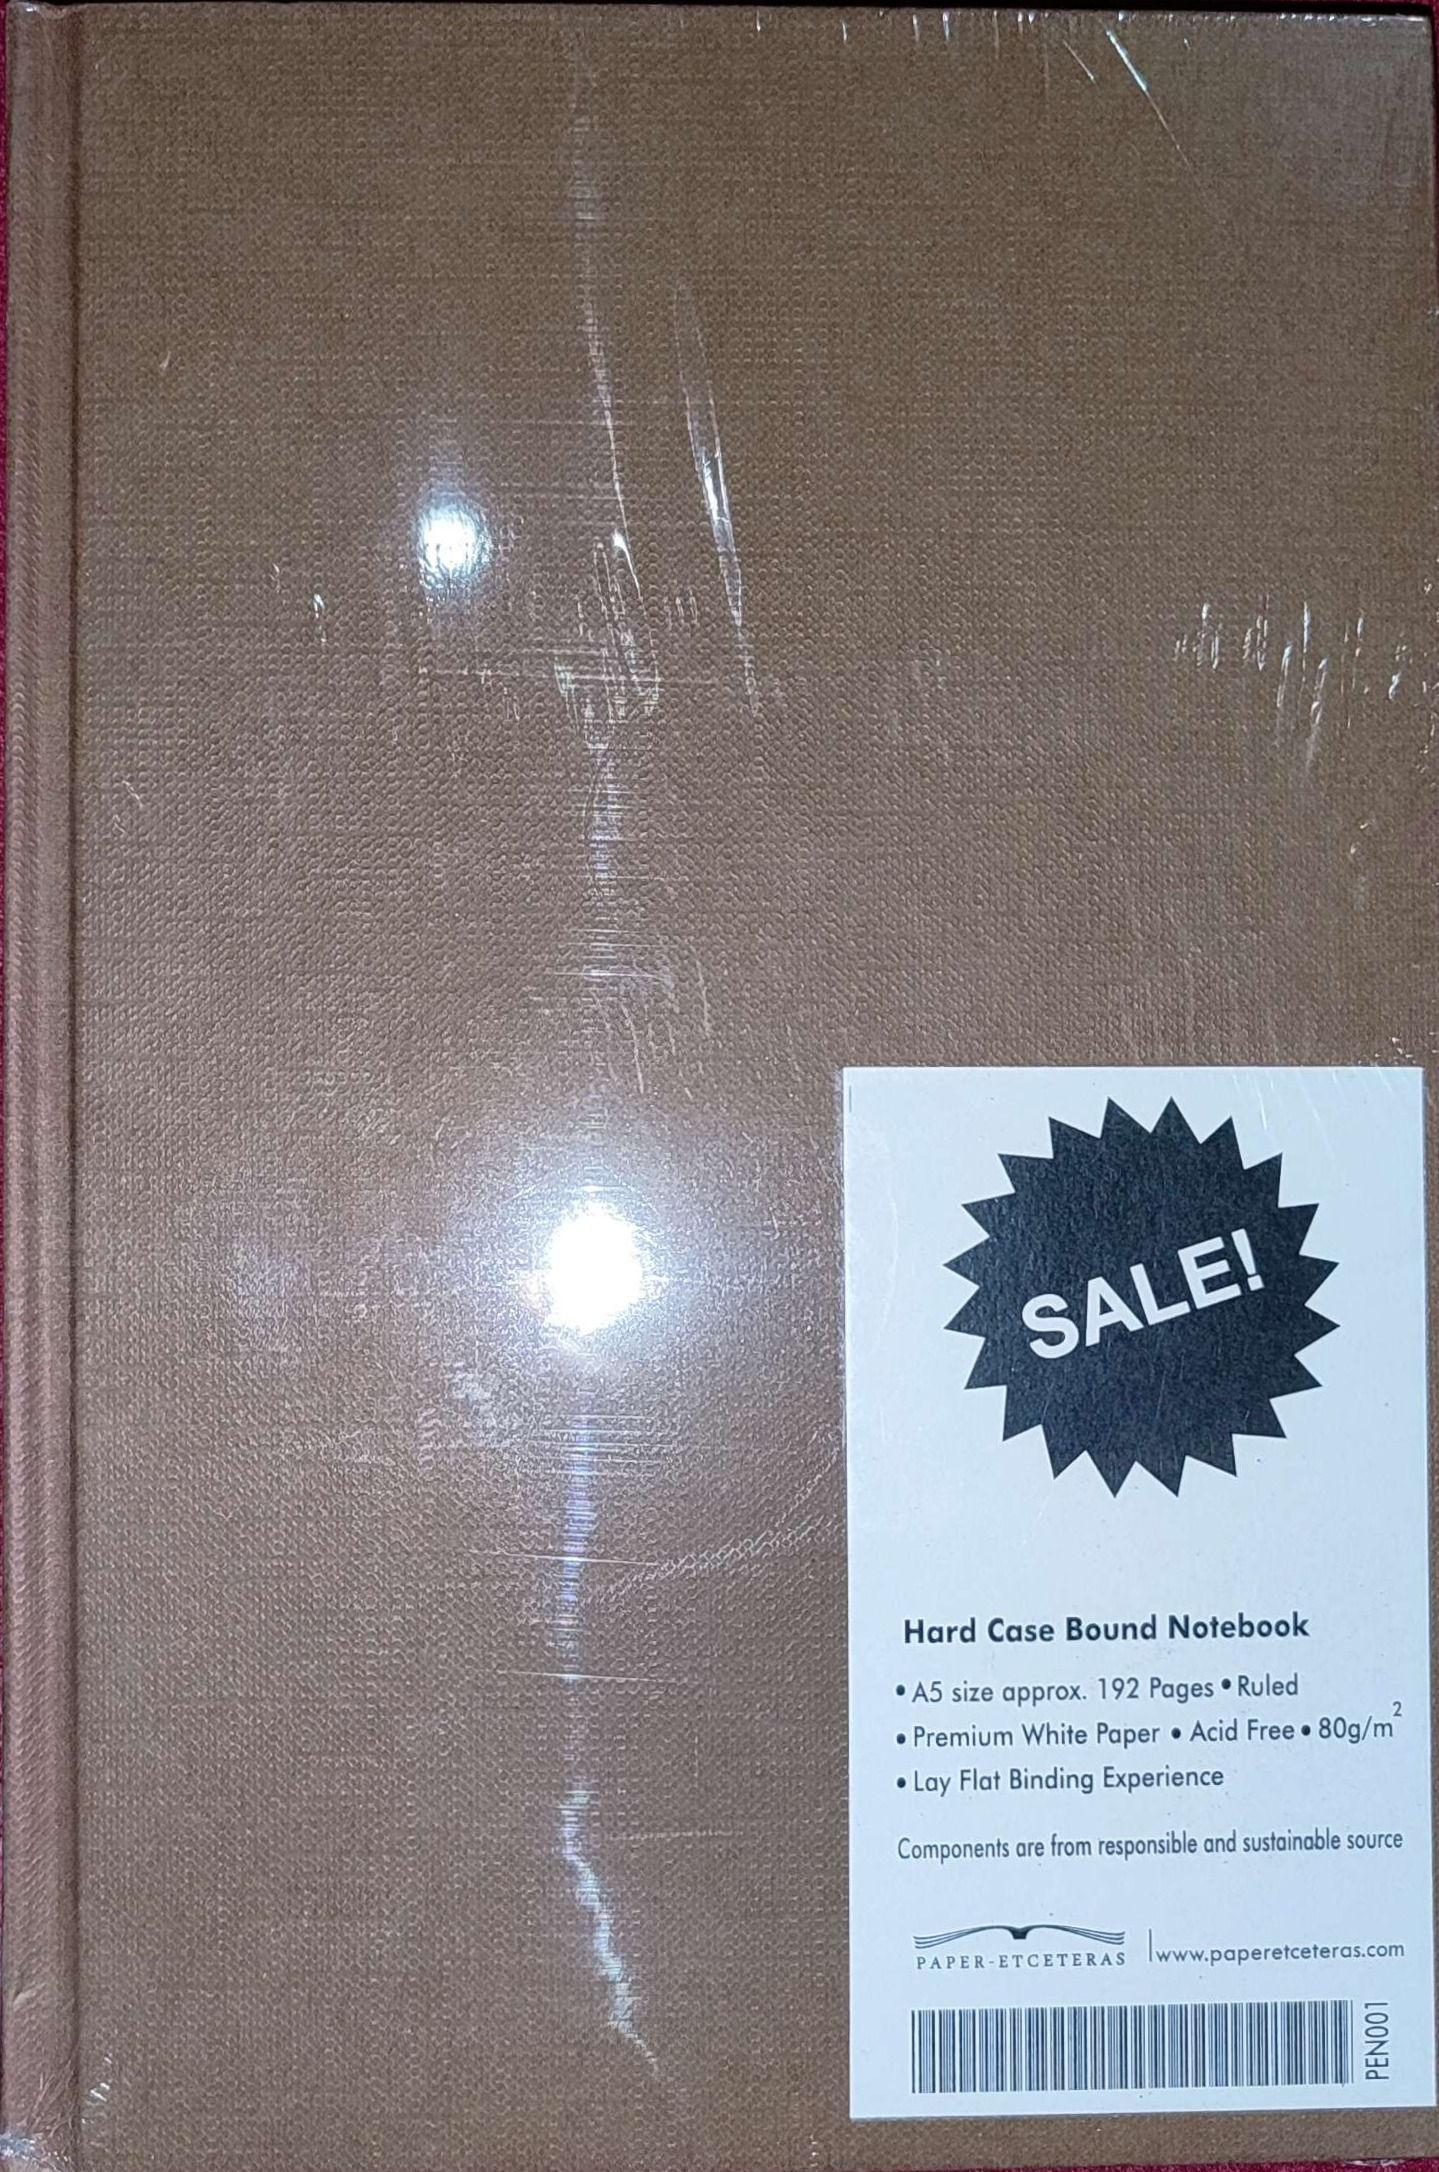 SALE!
Hard Case Bound Notebook
• A5 size approx. 192 Pages • Ruled
• Premium White Paper • Acid Free • 80g/m²
• Lay Flat Binding Experience
Components are from responsible and sustainable source
PAPER-ETCETERAS | www.paperetceteras.com
PEN001